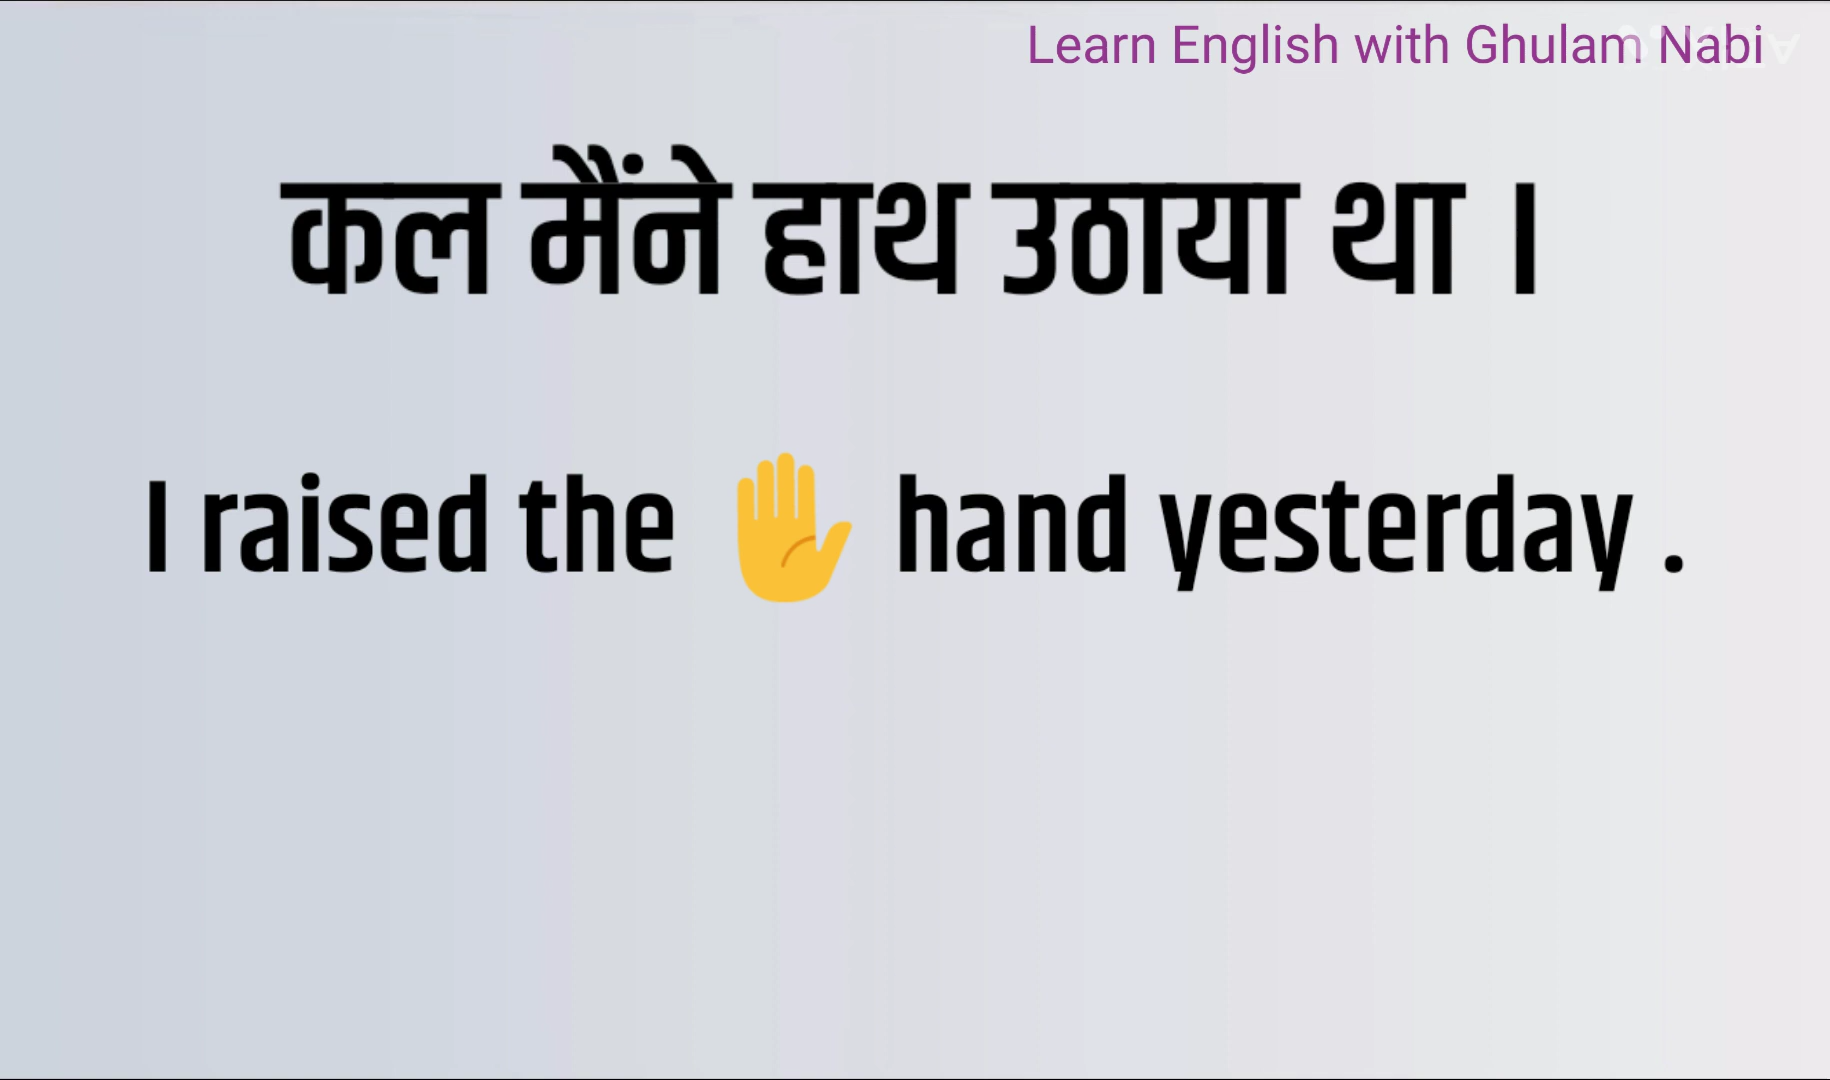 Learn English with Ghulam Nabi
कल मैंने हाथ उठाया था ।
I raised the ✋ hand yesterday .